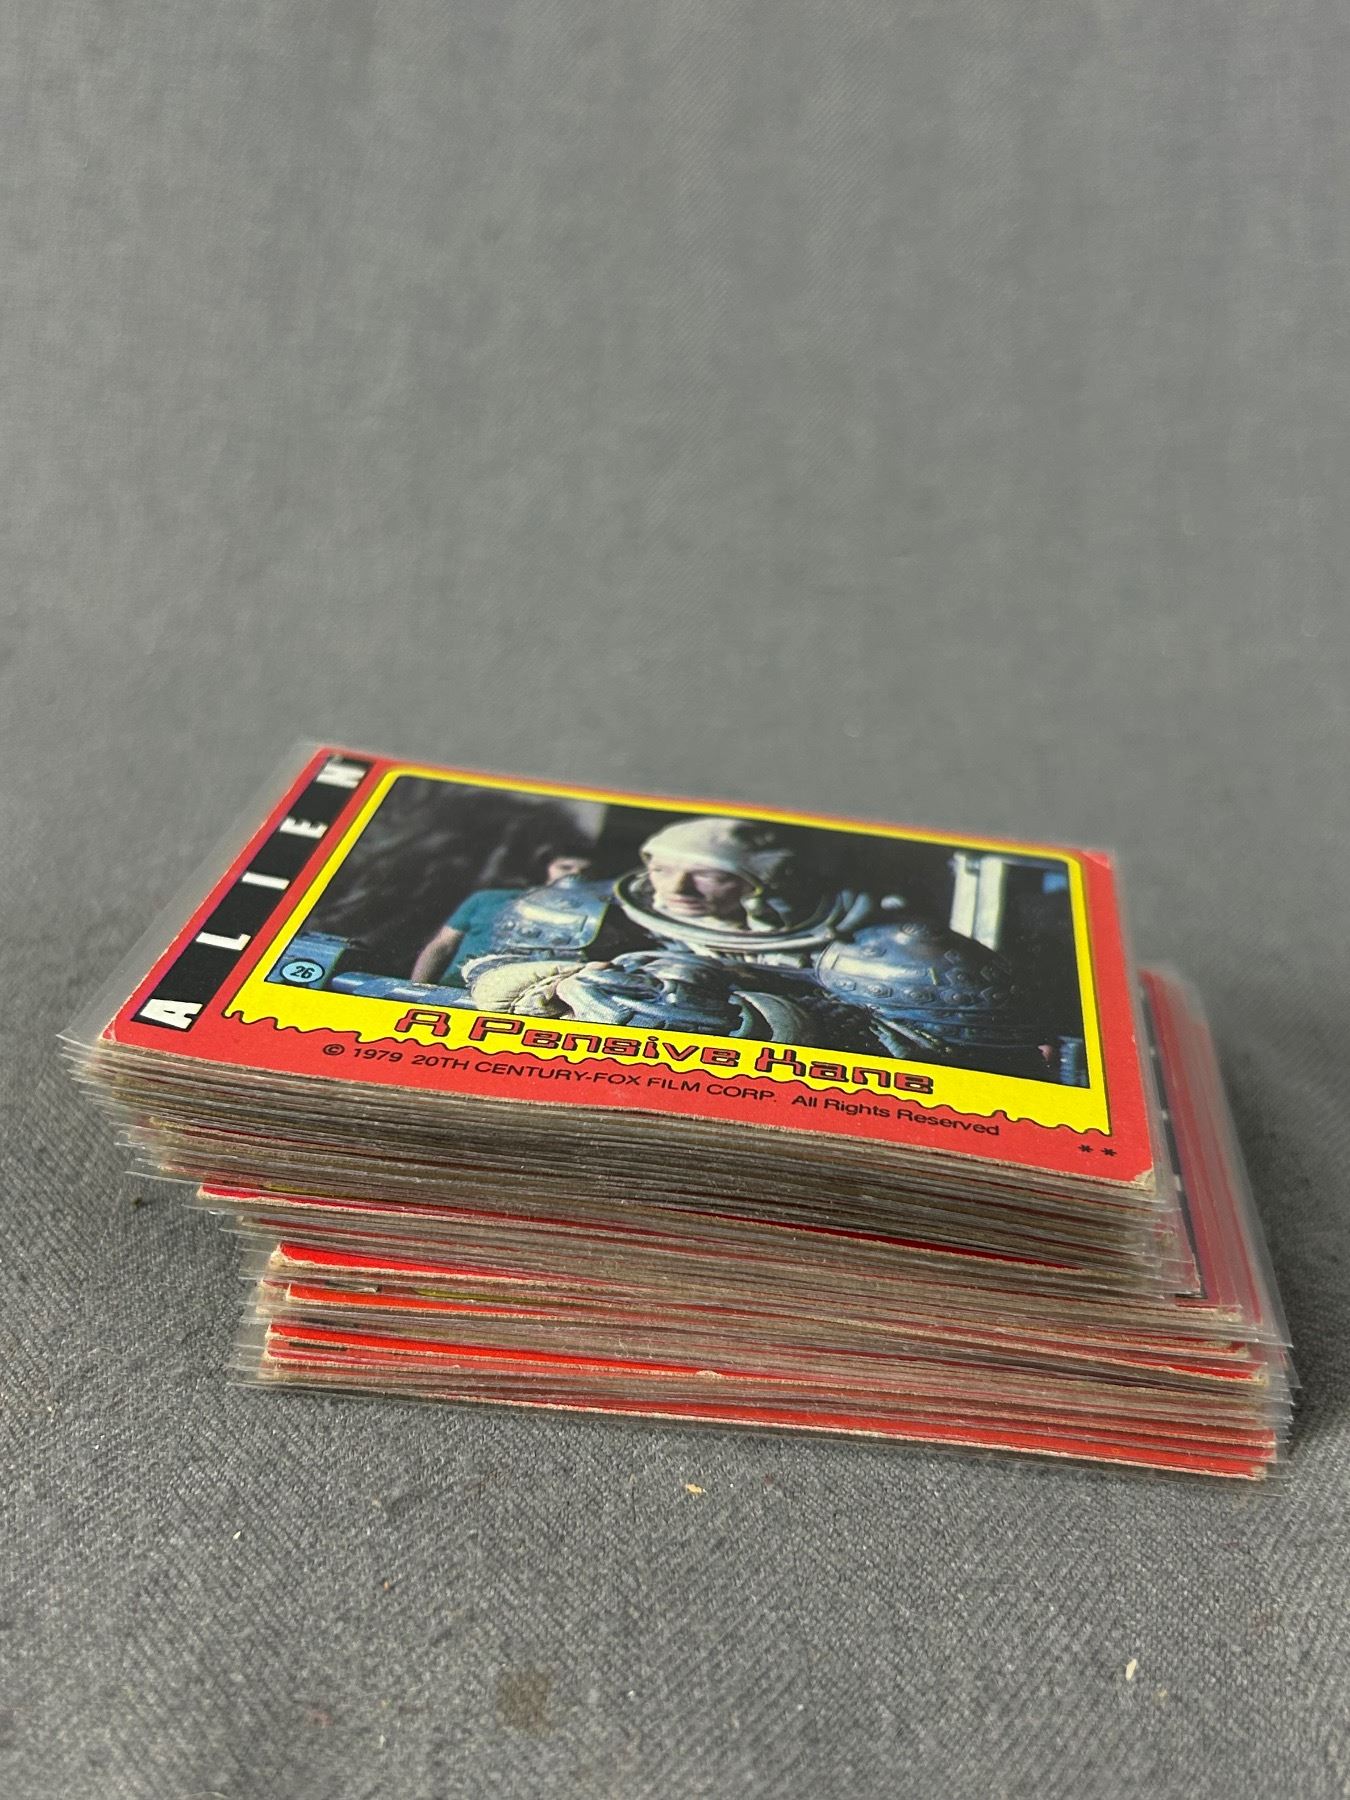 ALIEN
26
A Pensive Kane
© 1979 20TH CENTURY-FOX FILM CORP. All Rights Reserved
**